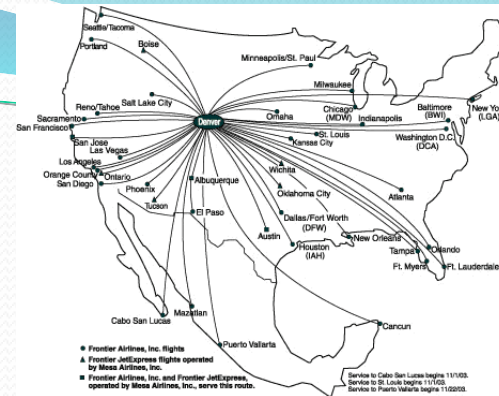 Seattle/Tacoma
Portland
Boise
Minneapolis/St. Paul
Milwaukee
Salt Lake City
Reno/Tahoe
Omaha
Chicago
(MDW)
Indianapolis
Baltimore
(BWI)
New Yo
(LGA)
Sacramento
San Francisco
Denver
St. Louis
Kansas City
Washington D.C.
(DCA)
San Jose
Las Vegas
Los Angeles
Orange County
Ontario
San Diego
Phoenix
Tucson
Albuquerque
El Paso
Wichita
Oklahoma City
Atlanta
Dallas/Fort Worth
(DFW)
Austin
Houston
(IAH)
New Orleans
Tampa
Orlando
Ft. Myers
Ft. Lauderdale
Cabo San Lucas
Mazatlan
Puerto Vallarta
Cancun
Frontier Airlines, Inc. flights
Frontier JetExpress flights operated
by Mesa Airlines, Inc.
Frontier Airlines, Inc. and Frontier JetExpress,
operated by Mesa Airlines, Inc., serve this route.
Service to Cabo San Lucas begins 11/1/03.
Service to St. Louis begins 11/1/03.
Service to Puerto Vallarta begins 11/22/03.